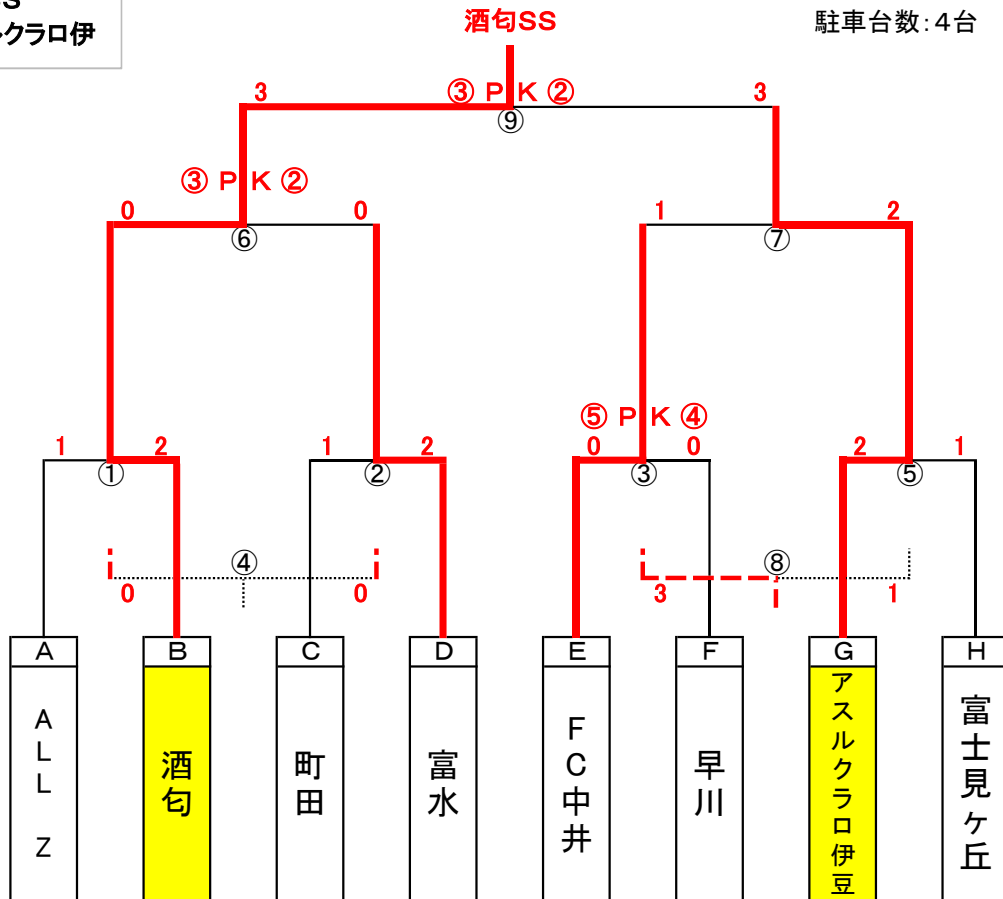 クラロ伊
酒匂SS
駐車台数:4台
3 ③ PK ② 3
⑨
③ PK ②
0 0 1 2
⑥ ⑦
⑤ PK ④
1 2 1 2 0 0 2 1
① ② ③ ⑤
④ ⑧
0 0 3 1
A B C D E F G H
ALL Z
酒匂
町田
富水
FC中井
早川
アスルクラロ伊豆
富士見ヶ丘